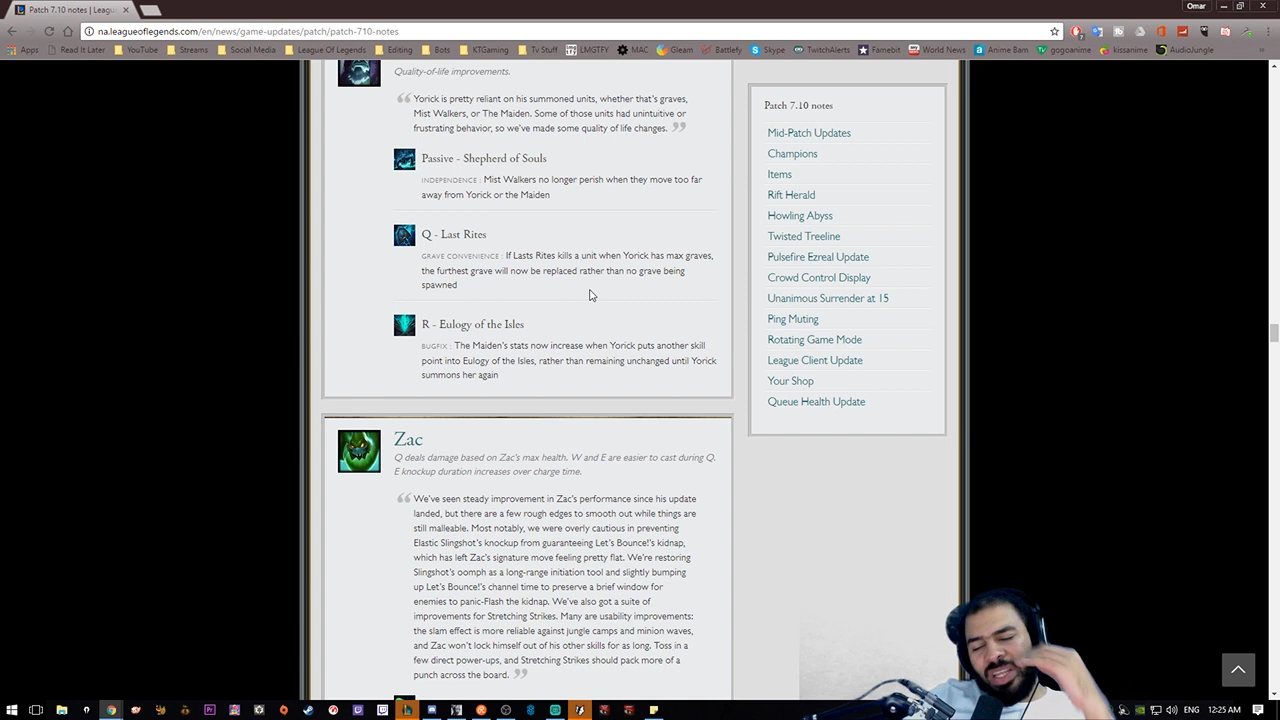 Patch 7.10 notes | Leagu
Omar
na.leagueoflegends.com/en/news/game-updates/patch/patch-710-notes
Apps Read It Later YouTube Streams Social Media League Of Legends Editing Bots KTGaming Tv Stuff LMGTFY MAC Gleam Battlefy Skype TwitchAlerts Famebit World News Anime Bam gogoanime kissanime AudioJungle
Quality-of-life improvements.
Yorick is pretty reliant on his summoned units, whether that's graves,
Mist Walkers, or The Maiden. Some of those units had unintuitive or
frustrating behavior, so we've made some quality of life changes.
Passive - Shepherd of Souls
INDEPENDENCE : Mist Walkers no longer perish when they move too far
away from Yorick or the Maiden
Q - Last Rites
GRAVE CONVENIENCE : If Lasts Rites kills a unit when Yorick has max graves,
the furthest grave will now be replaced rather than no grave being
spawned
R - Eulogy of the Isles
BUGFIX : The Maiden's stats now increase when Yorick puts another skill
point into Eulogy of the Isles, rather than remaining unchanged until Yorick
summons her again
Zac
Q deals damage based on Zac's max health. W and E are easier to cast during Q.
E knockup duration increases over charge time.
We've seen steady improvement in Zac's performance since his update
landed, but there are a few rough edges to smooth out while things are
still malleable. Most notably, we were overly cautious in preventing
Elastic Slingshot's knockup from guaranteeing Let's Bounce!'s kidnap,
which has left Zac's signature move feeling pretty flat. We're restoring
Slingshot's oomph as a long-range initiation tool and slightly bumping
up Let's Bounce!'s channel time to preserve a brief window for
enemies to panic-Flash the kidnap. We've also got a suite of
improvements for Stretching Strikes. Many are usability improvements:
the slam effect is more reliable against jungle camps and minion waves,
and Zac won't lock himself out of his other skills for as long. Toss in a
few direct power-ups, and Stretching Strikes should pack more of a
punch across the board.
Patch 7.10 notes
Mid-Patch Updates
Champions
Items
Rift Herald
Howling Abyss
Twisted Treeline
Pulsefire Ezreal Update
Crowd Control Display
Unanimous Surrender at 15
Ping Muting
Rotating Game Mode
League Client Update
Your Shop
Queue Health Update
ENG 12:25 AM